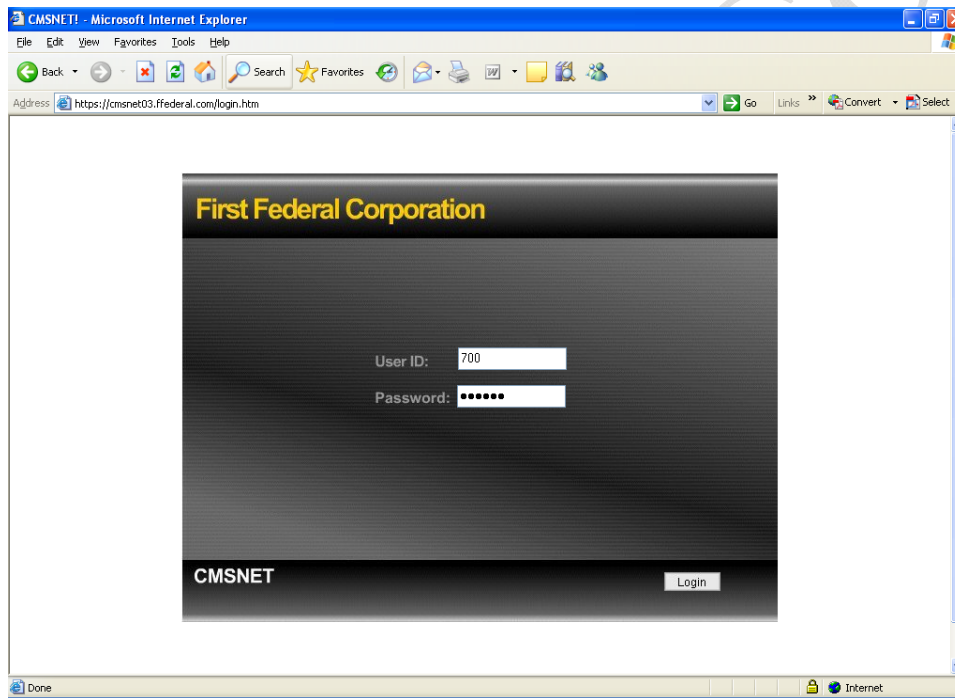 CMSNET! - Microsoft Internet Explorer
File Edit View Favorites Tools Help
Back Search Favorites
Address https://cmsnet03.ffederal.com/login.htm Go Links » Convert Select
First Federal Corporation
User ID: 700
Password: ••••••
CMSNET
Login
Done Internet